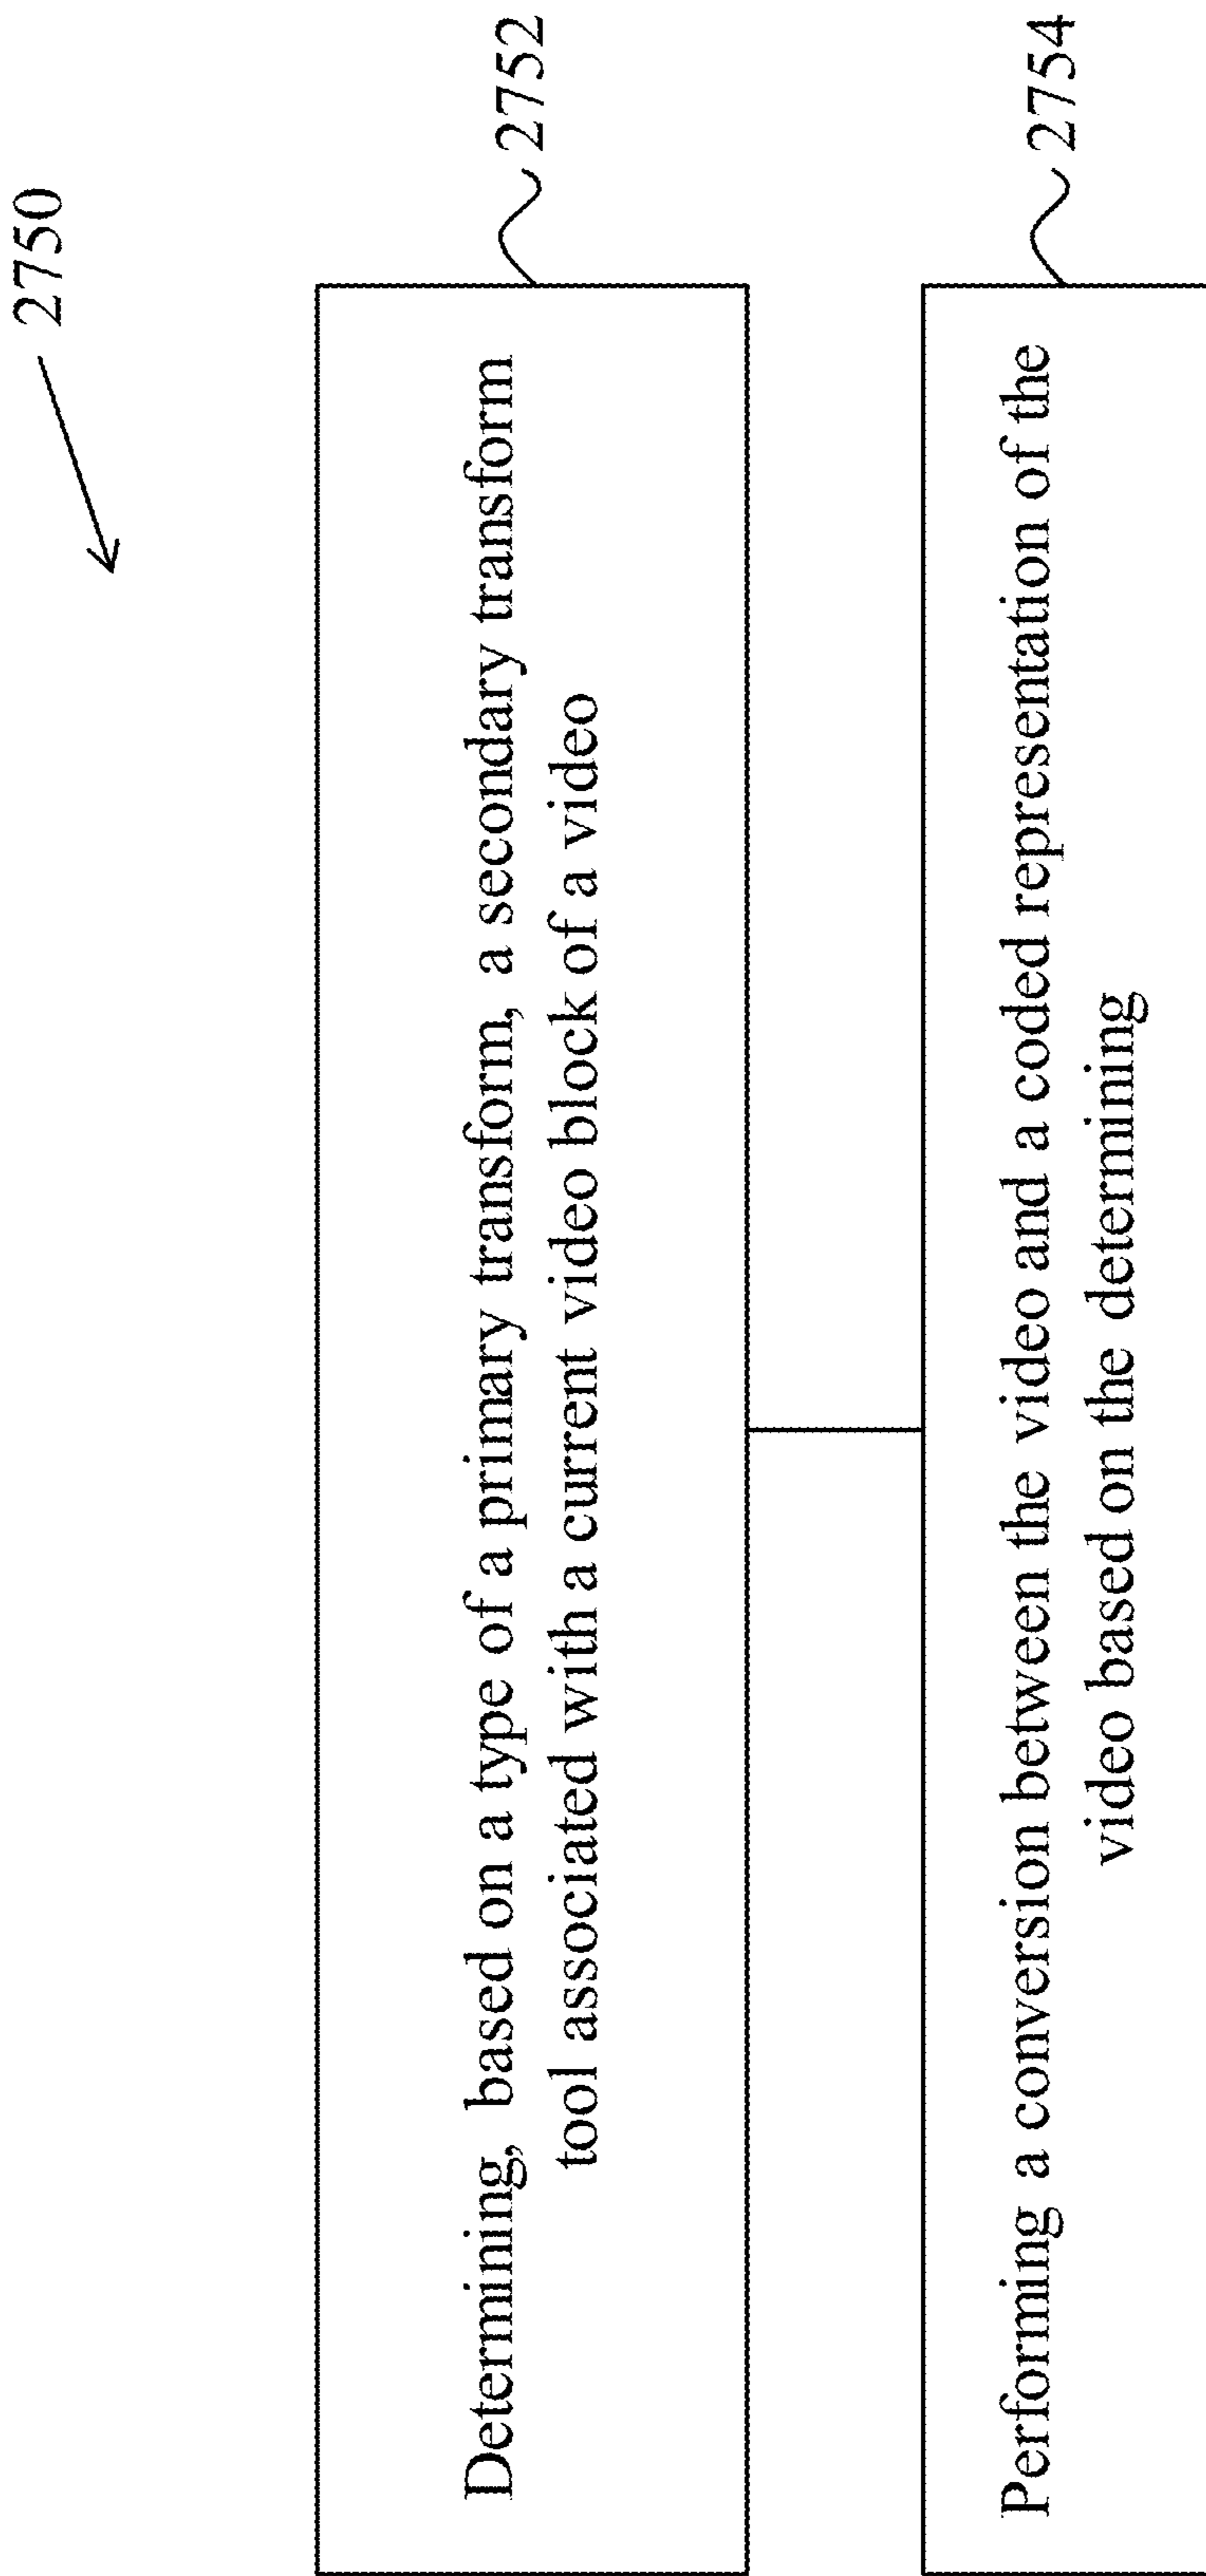 2750
Determining, based on a type of a primary transform, a secondary transform
tool associated with a current video block of a video
2752
Performing a conversion between the video and a coded representation of the
video based on the determining
2754